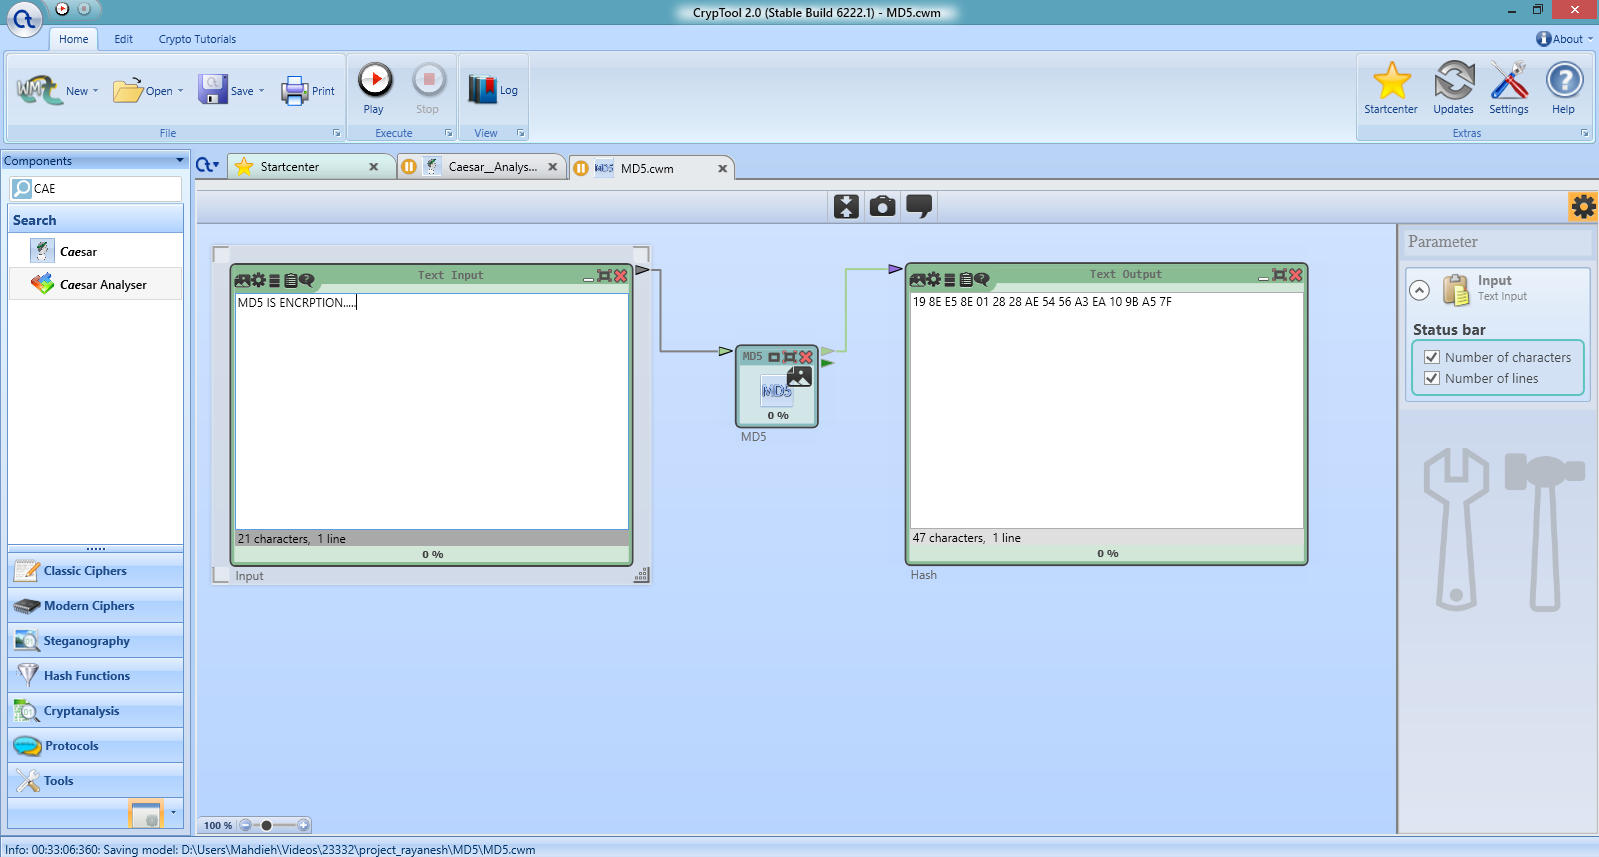 CrypTool 2.0 (Stable Build 6222.1) - MD5.cwm
Home Edit Crypto Tutorials About
New Open Save Print Play Stop Log Startcenter Updates Settings Help
File Execute View Extras
Components
CAE
Search
Caesar
Caesar Analyser
Classic Ciphers
Modern Ciphers
Steganography
Hash Functions
Cryptanalysis
Protocols
Tools
Startcenter Caesar__Analys... MD5.cwm
Text Input
MD5 IS ENCRPTION.....
21 characters, 1 line
0 %
Input
MD5
MD5
0 %
MD5
Text Output
19 8E E5 8E 01 28 28 AE 54 56 A3 EA 10 9B A5 7F
47 characters, 1 line
0 %
Hash
Parameter
Input
Text Input
Status bar
Number of characters
Number of lines
100 %
Info: 00:33:06:360: Saving model: D:\Users\Mahdieh\Videos\23332\project_rayanesh\MD5\MD5.cwm